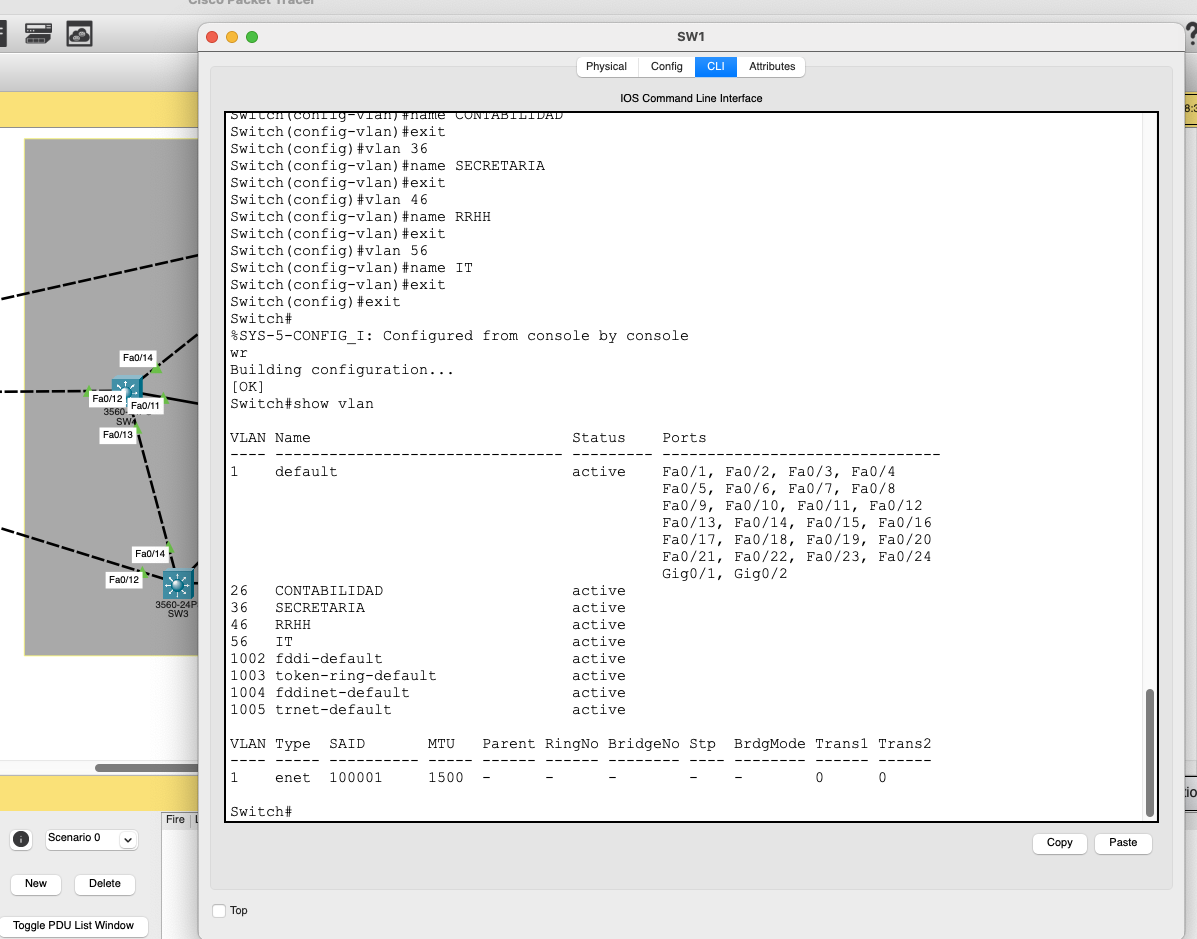 Cisco Packet Tracer
SW1
Physical Config CLI Attributes
IOS Command Line Interface
Switch(config-vlan)#name CONTABILIDAD
Switch(config-vlan)#exit
Switch(config)#vlan 36
Switch(config-vlan)#name SECRETARIA
Switch(config-vlan)#exit
Switch(config)#vlan 46
Switch(config-vlan)#name RRHH
Switch(config-vlan)#exit
Switch(config)#vlan 56
Switch(config-vlan)#name IT
Switch(config-vlan)#exit
Switch(config)#exit
Switch#
%SYS-5-CONFIG_I: Configured from console by console
wr
Building configuration...
[OK]
Switch#show vlan
VLAN Name Status Ports
---- -------------------------------- --------- -------------------------------
1 default active Fa0/1, Fa0/2, Fa0/3, Fa0/4
Fa0/5, Fa0/6, Fa0/7, Fa0/8
Fa0/9, Fa0/10, Fa0/11, Fa0/12
Fa0/13, Fa0/14, Fa0/15, Fa0/16
Fa0/17, Fa0/18, Fa0/19, Fa0/20
Fa0/21, Fa0/22, Fa0/23, Fa0/24
Gig0/1, Gig0/2
26 CONTABILIDAD active
36 SECRETARIA active
46 RRHH active
56 IT active
1002 fddi-default active
1003 token-ring-default active
1004 fddinet-default active
1005 trnet-default active
VLAN Type SAID MTU Parent RingNo BridgeNo Stp BrdgMode Trans1 Trans2
---- ----- ---------- ----- ------ ------ -------- ---- -------- ------ ------
1 enet 100001 1500 - - - - - 0 0
Switch#
Copy Paste
Top
Fa0/14
Fa0/12
Fa0/11
3560-
SW4
Fa0/13
Fa0/14
Fa0/12
3560-24P
SW3
Fire
Scenario 0
New Delete
Toggle PDU List Window